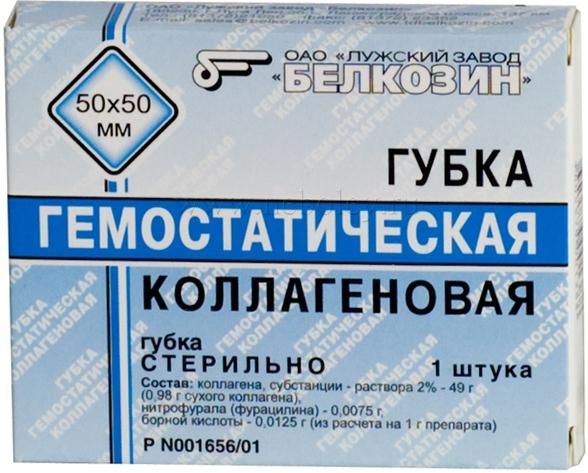 ОАО «ЛУЖСКИЙ ЗАВОД
«БЕЛКОЗИН»
50x50
мм
ГУБКА
ГЕМОСТАТИЧЕСКАЯ
КОЛЛАГЕНОВАЯ
губка
СТЕРИЛЬНО 1 штука
Состав: коллагена, субстанции - раствора 2% - 49 г
(0,98 г сухого коллагена),
нитрофурала (фурацилина) - 0,0075 г,
борной кислоты - 0,0125 г (из расчета на 1 г препарата)
Р N001656/01